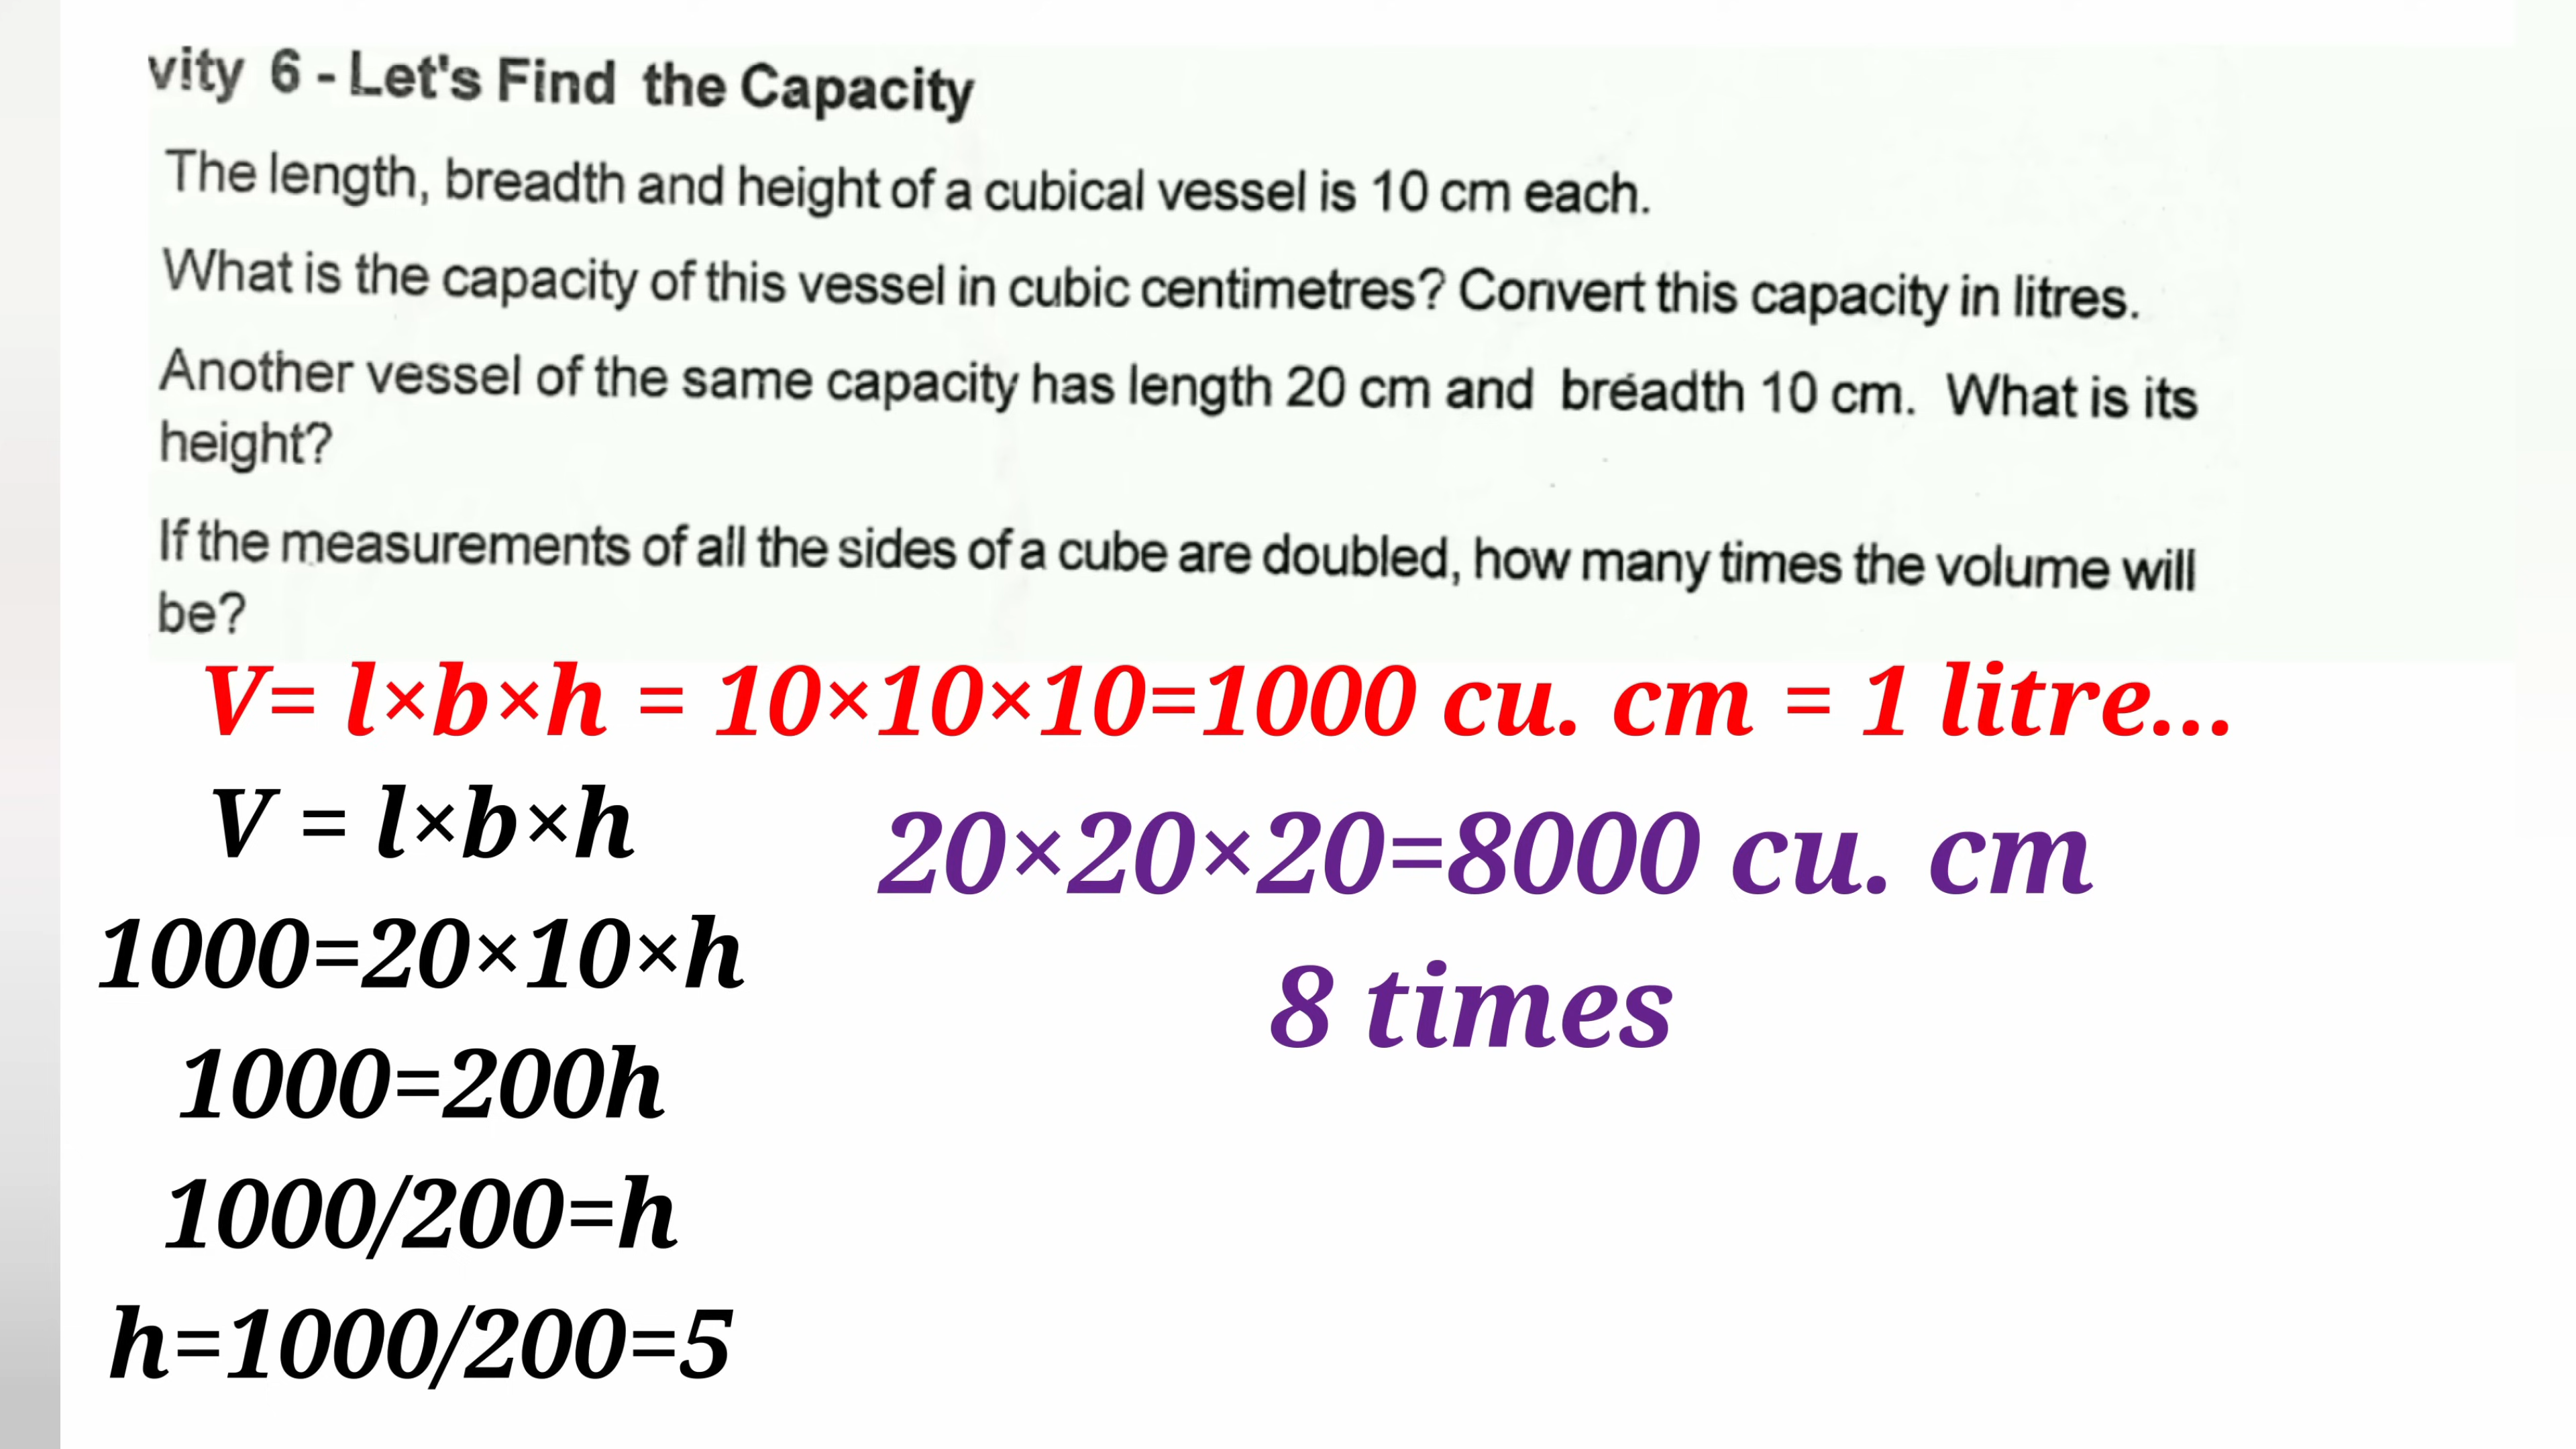 vity 6 - Let's Find the Capacity
The length, breadth and height of a cubical vessel is 10 cm each.
What is the capacity of this vessel in cubic centimetres? Convert this capacity in litres.
Another vessel of the same capacity has length 20 cm and breadth 10 cm. What is its
height?
If the measurements of all the sides of a cube are doubled, how many times the volume will
be?
V= l×b×h = 10×10×10=1000 cu. cm = 1 litre...
V = l×b×h
1000=20×10×h
1000=200h
1000/200=h
h=1000/200=5
20×20×20=8000 cu. cm
8 times